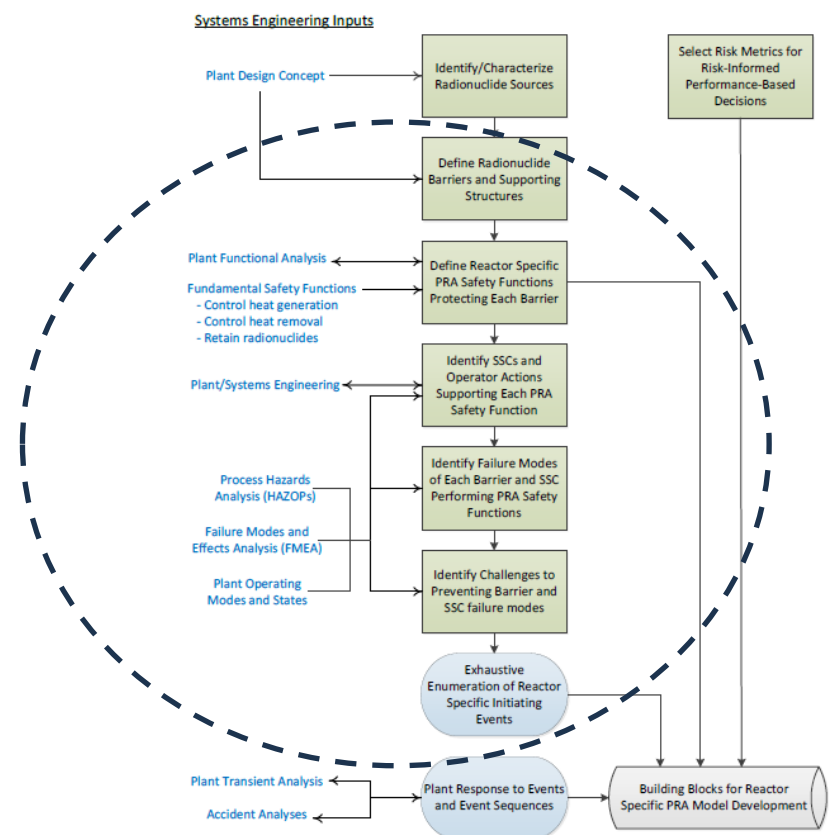 Systems Engineering Inputs
Plant Design Concept
Identify/Characterize
Radionuclide Sources
Select Risk Metrics for
Risk-Informed
Performance-Based
Decisions
Define Radionuclide
Barriers and Supporting
Structures
Plant Functional Analysis
Fundamental Safety Functions
- Control heat generation
- Control heat removal
- Retain radionuclides
Define Reactor Specific
PRA Safety Functions
Protecting Each Barrier
Plant/Systems Engineering
Identify SSCs and
Operator Actions
Supporting Each PRA
Safety Function
Process Hazards
Analysis (HAZOPs)
Failure Modes and
Effects Analysis (FMEA)
Plant Operating
Modes and States
Identify Failure Modes
of Each Barrier and SSC
Performing PRA Safety
Functions
Identify Challenges to
Preventing Barrier and
SSC failure modes
Exhaustive
Enumeration of Reactor
Specific Initiating
Events
Plant Transient Analysis
Accident Analyses
Plant Response to Events
and Event Sequences
Building Blocks for Reactor
Specific PRA Model Development